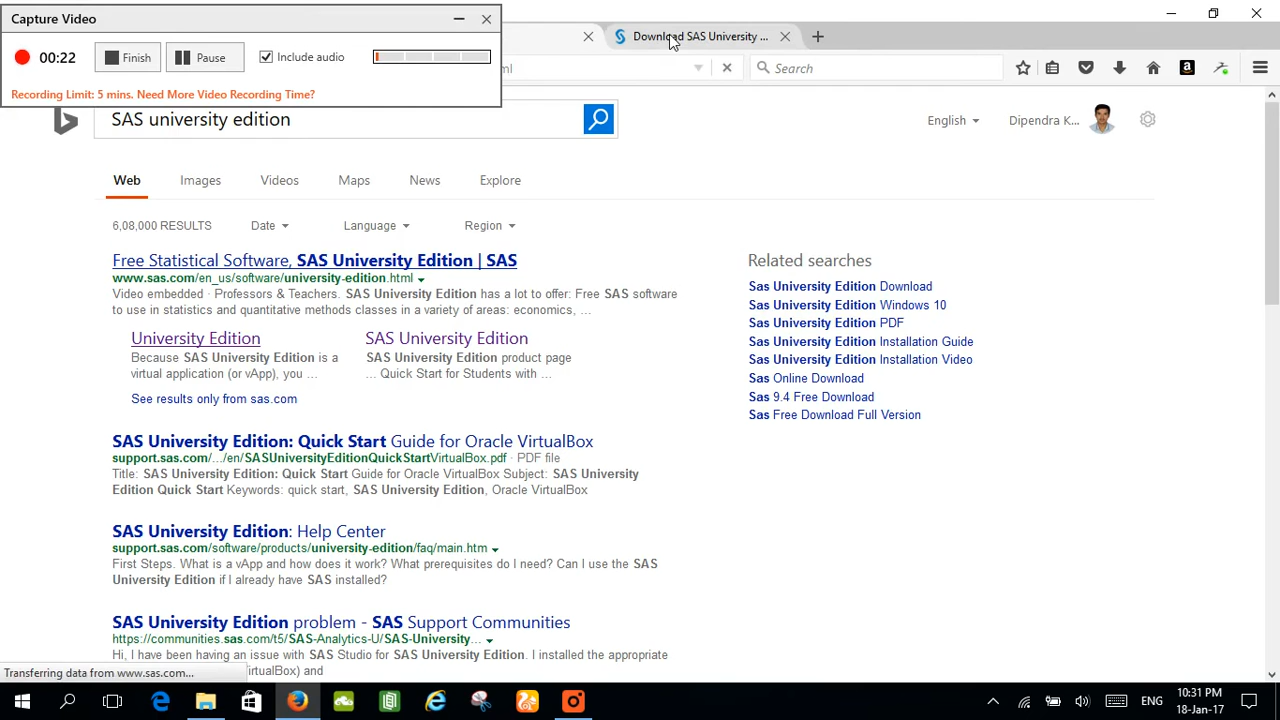 Capture Video
00:22
Finish
Pause
Include audio
Recording Limit: 5 mins. Need More Video Recording Time?
Download SAS University ...
ml
Search
SAS university edition
English
Dipendra K...
Web
Images
Videos
Maps
News
Explore
6,08,000 RESULTS
Date
Language
Region
Free Statistical Software, SAS University Edition | SAS
www.sas.com/en_us/software/university-edition.html
Video embedded · Professors & Teachers. SAS University Edition has a lot to offer: Free SAS software
to use in statistics and quantitative methods classes in a variety of areas: economics, ...
University Edition
Because SAS University Edition is a
virtual application (or vApp), you ...
SAS University Edition
SAS University Edition product page
... Quick Start for Students with ...
See results only from sas.com
SAS University Edition: Quick Start Guide for Oracle VirtualBox
support.sas.com/.../en/SASUniversityEditionQuickStartVirtualBox.pdf · PDF file
Title: SAS University Edition: Quick Start Guide for Oracle VirtualBox Subject: SAS University
Edition Quick Start Keywords: quick start, SAS University Edition, Oracle VirtualBox
SAS University Edition: Help Center
support.sas.com/software/products/university-edition/faq/main.htm
First Steps. What is a vApp and how does it work? What prerequisites do I need? Can I use the SAS
University Edition if I already have SAS installed?
SAS University Edition problem - SAS Support Communities
https://communities.sas.com/t5/SAS-Analytics-U/SAS-University...
Hi, I have been having an issue with SAS Studio for SAS University Edition. I installed the appropriate
irtualBox) and
Related searches
Sas University Edition Download
Sas University Edition Windows 10
Sas University Edition PDF
Sas University Edition Installation Guide
Sas University Edition Installation Video
Sas Online Download
Sas 9.4 Free Download
Sas Free Download Full Version
Transferring data from www.sas.com...
ENG
10:31 PM
18-Jan-17